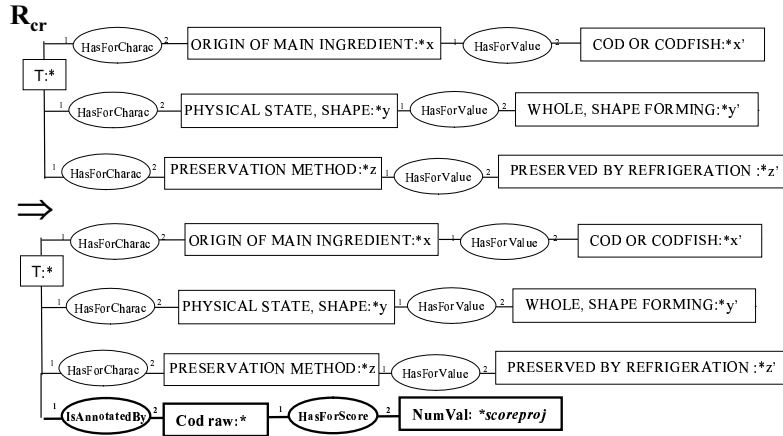 R_cr
1 HasForCharac 2 ORIGIN OF MAIN INGREDIENT:*x 1 HasForValue 2 COD OR CODFISH:*x'
T:*
1 HasForCharac 2 PHYSICAL STATE, SHAPE:*y 1 HasForValue 2 WHOLE, SHAPE FORMING:*y'
1 HasForCharac 2 PRESERVATION METHOD:*z 1 HasForValue 2 PRESERVED BY REFRIGERATION :*z'
⇒
1 HasForCharac 2 ORIGIN OF MAIN INGREDIENT:*x 1 HasForValue 2 COD OR CODFISH:*x'
T:*
1 HasForCharac 2 PHYSICAL STATE, SHAPE:*y 1 HasForValue 2 WHOLE, SHAPE FORMING:*y'
1 HasForCharac 2 PRESERVATION METHOD:*z 1 HasForValue 2 PRESERVED BY REFRIGERATION :*z'
1 IsAnnotatedBy 2 Cod raw:* 1 HasForScore 2 NumVal: *scoreproj